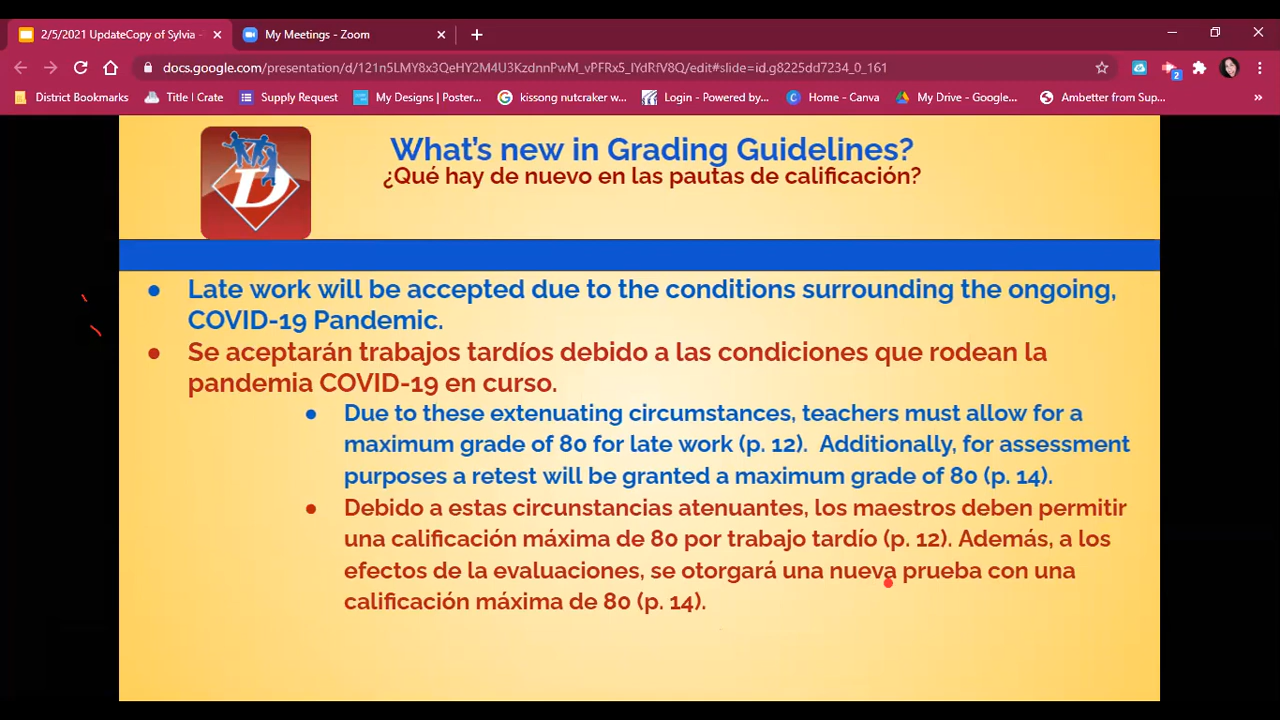 2/5/2021 UpdateCopy of Sylvia -
My Meetings - Zoom
docs.google.com/presentation/d/121n5LMY8x3QeHY2M4U3KzdnnPwM_vPFRx5_IYdRfV8Q/edit#slide=id.g8225dd7234_0_161
2
District Bookmarks
Title I Crate
Supply Request
My Designs | Poster...
kissong nutcraker w...
Login - Powered by...
Home - Canva
My Drive - Google...
Ambetter from Sup...
»
D
What's new in Grading Guidelines?
¿Qué hay de nuevo en las pautas de calificación?
• Late work will be accepted due to the conditions surrounding the ongoing,
COVID-19 Pandemic.
• Se aceptarán trabajos tardíos debido a las condiciones que rodean la
pandemia COVID-19 en curso.
• Due to these extenuating circumstances, teachers must allow for a
maximum grade of 80 for late work (p. 12). Additionally, for assessment
purposes a retest will be granted a maximum grade of 80 (p. 14).
• Debido a estas circunstancias atenuantes, los maestros deben permitir
una calificación máxima de 80 por trabajo tardío (p. 12). Además, a los
efectos de la evaluaciones, se otorgará una nueva prueba con una
calificación máxima de 80 (p. 14).